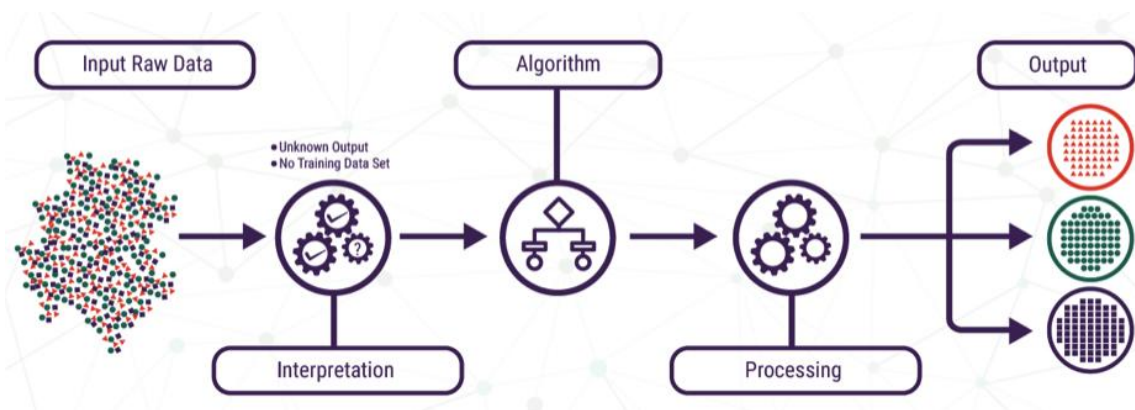 Input Raw Data
Algorithm
Output
• Unknown Output
• No Training Data Set
?
Interpretation
Processing